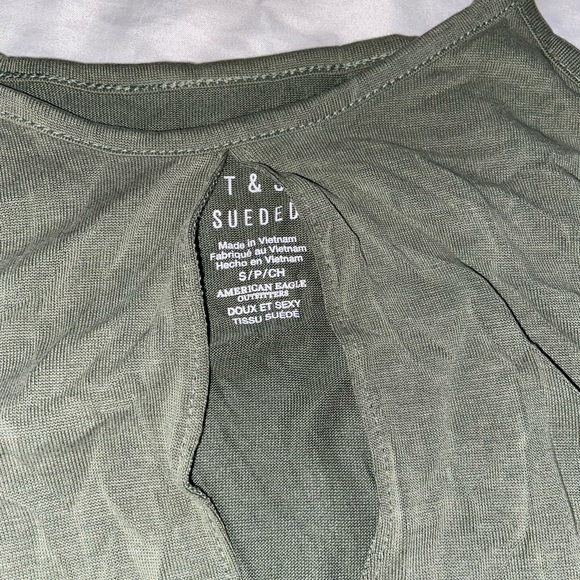 T &
SUEDED
Made in Vietnam
Fabriqué au Vietnam
Hecho en Vietnam
S/P/CH
AMERICAN EAGLE
OUTFITTERS
DOUX ET SEXY
TISSU SUÉDÉ